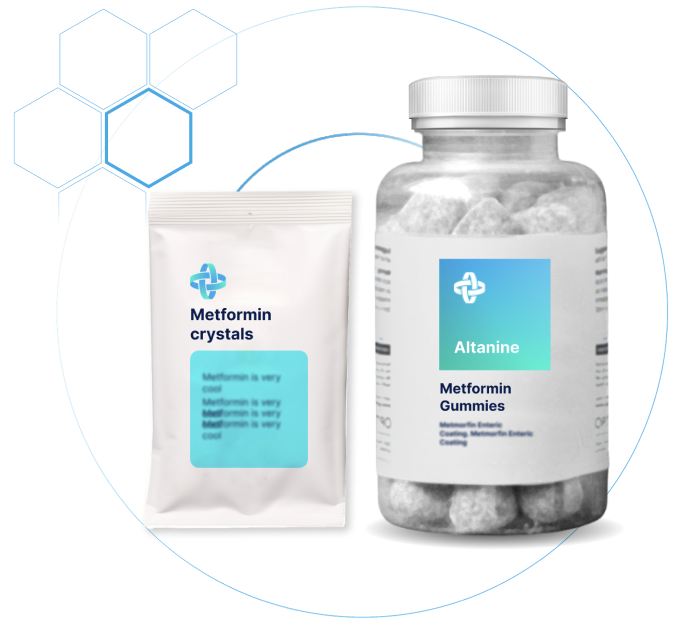 Metformin
crystals
Metformin is very
cool
Metformin is very
Metformin is very
Metformin is very
cool
Altanine
Metformin
Gummies
Metmorfin Enteric
Coating, Metmorfin Enteric
Coating